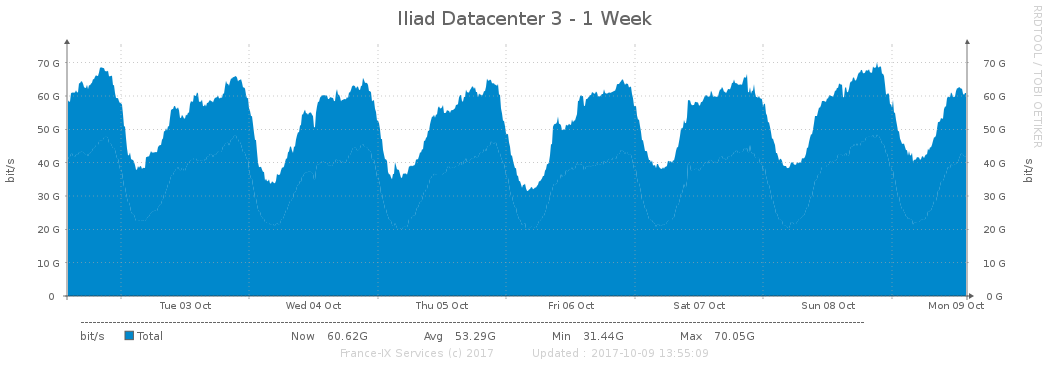 Iliad Datacenter 3 - 1 Week
RRDTOOL / TOBI OETIKER
70 G 70 G
60 G 60 G
50 G 50 G
40 G 40 G
30 G 30 G
20 G 20 G
10 G 10 G
0 0 G
bit/s bit/s
Tue 03 Oct Wed 04 Oct Thu 05 Oct Fri 06 Oct Sat 07 Oct Sun 08 Oct Mon 09 Oct
bit/s Total Now 60.62G Avg 53.29G Min 31.44G Max 70.05G
France-IX Services (c) 2017 Updated : 2017-10-09 13:55:09